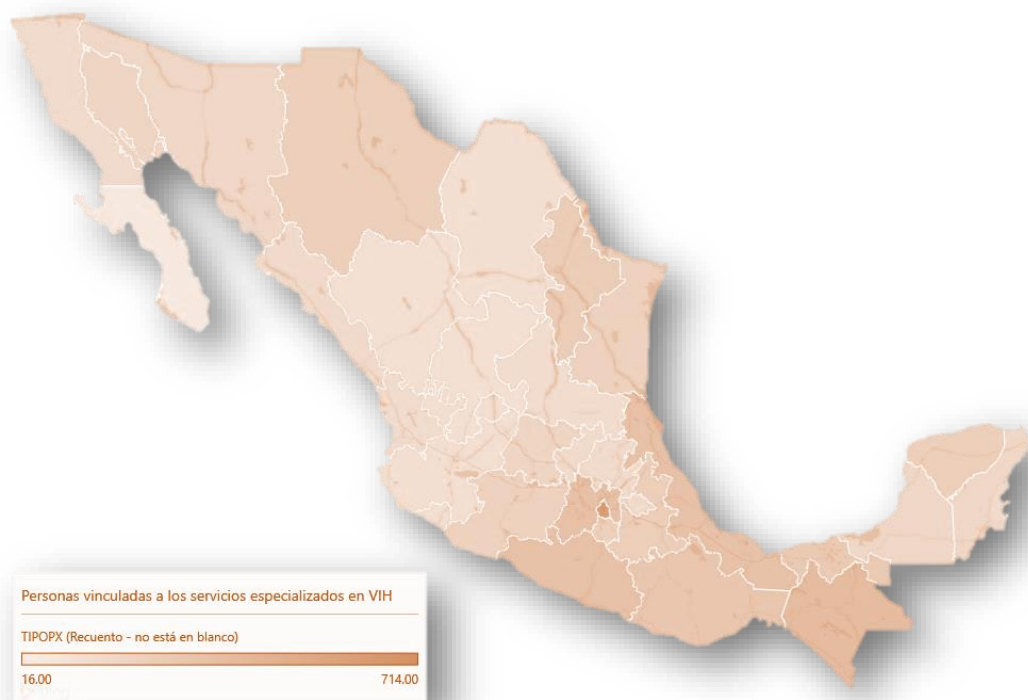 Personas vinculadas a los servicios especializados en VIH
TIPOPX (Recuento - no está en blanco)
16.00
714.00